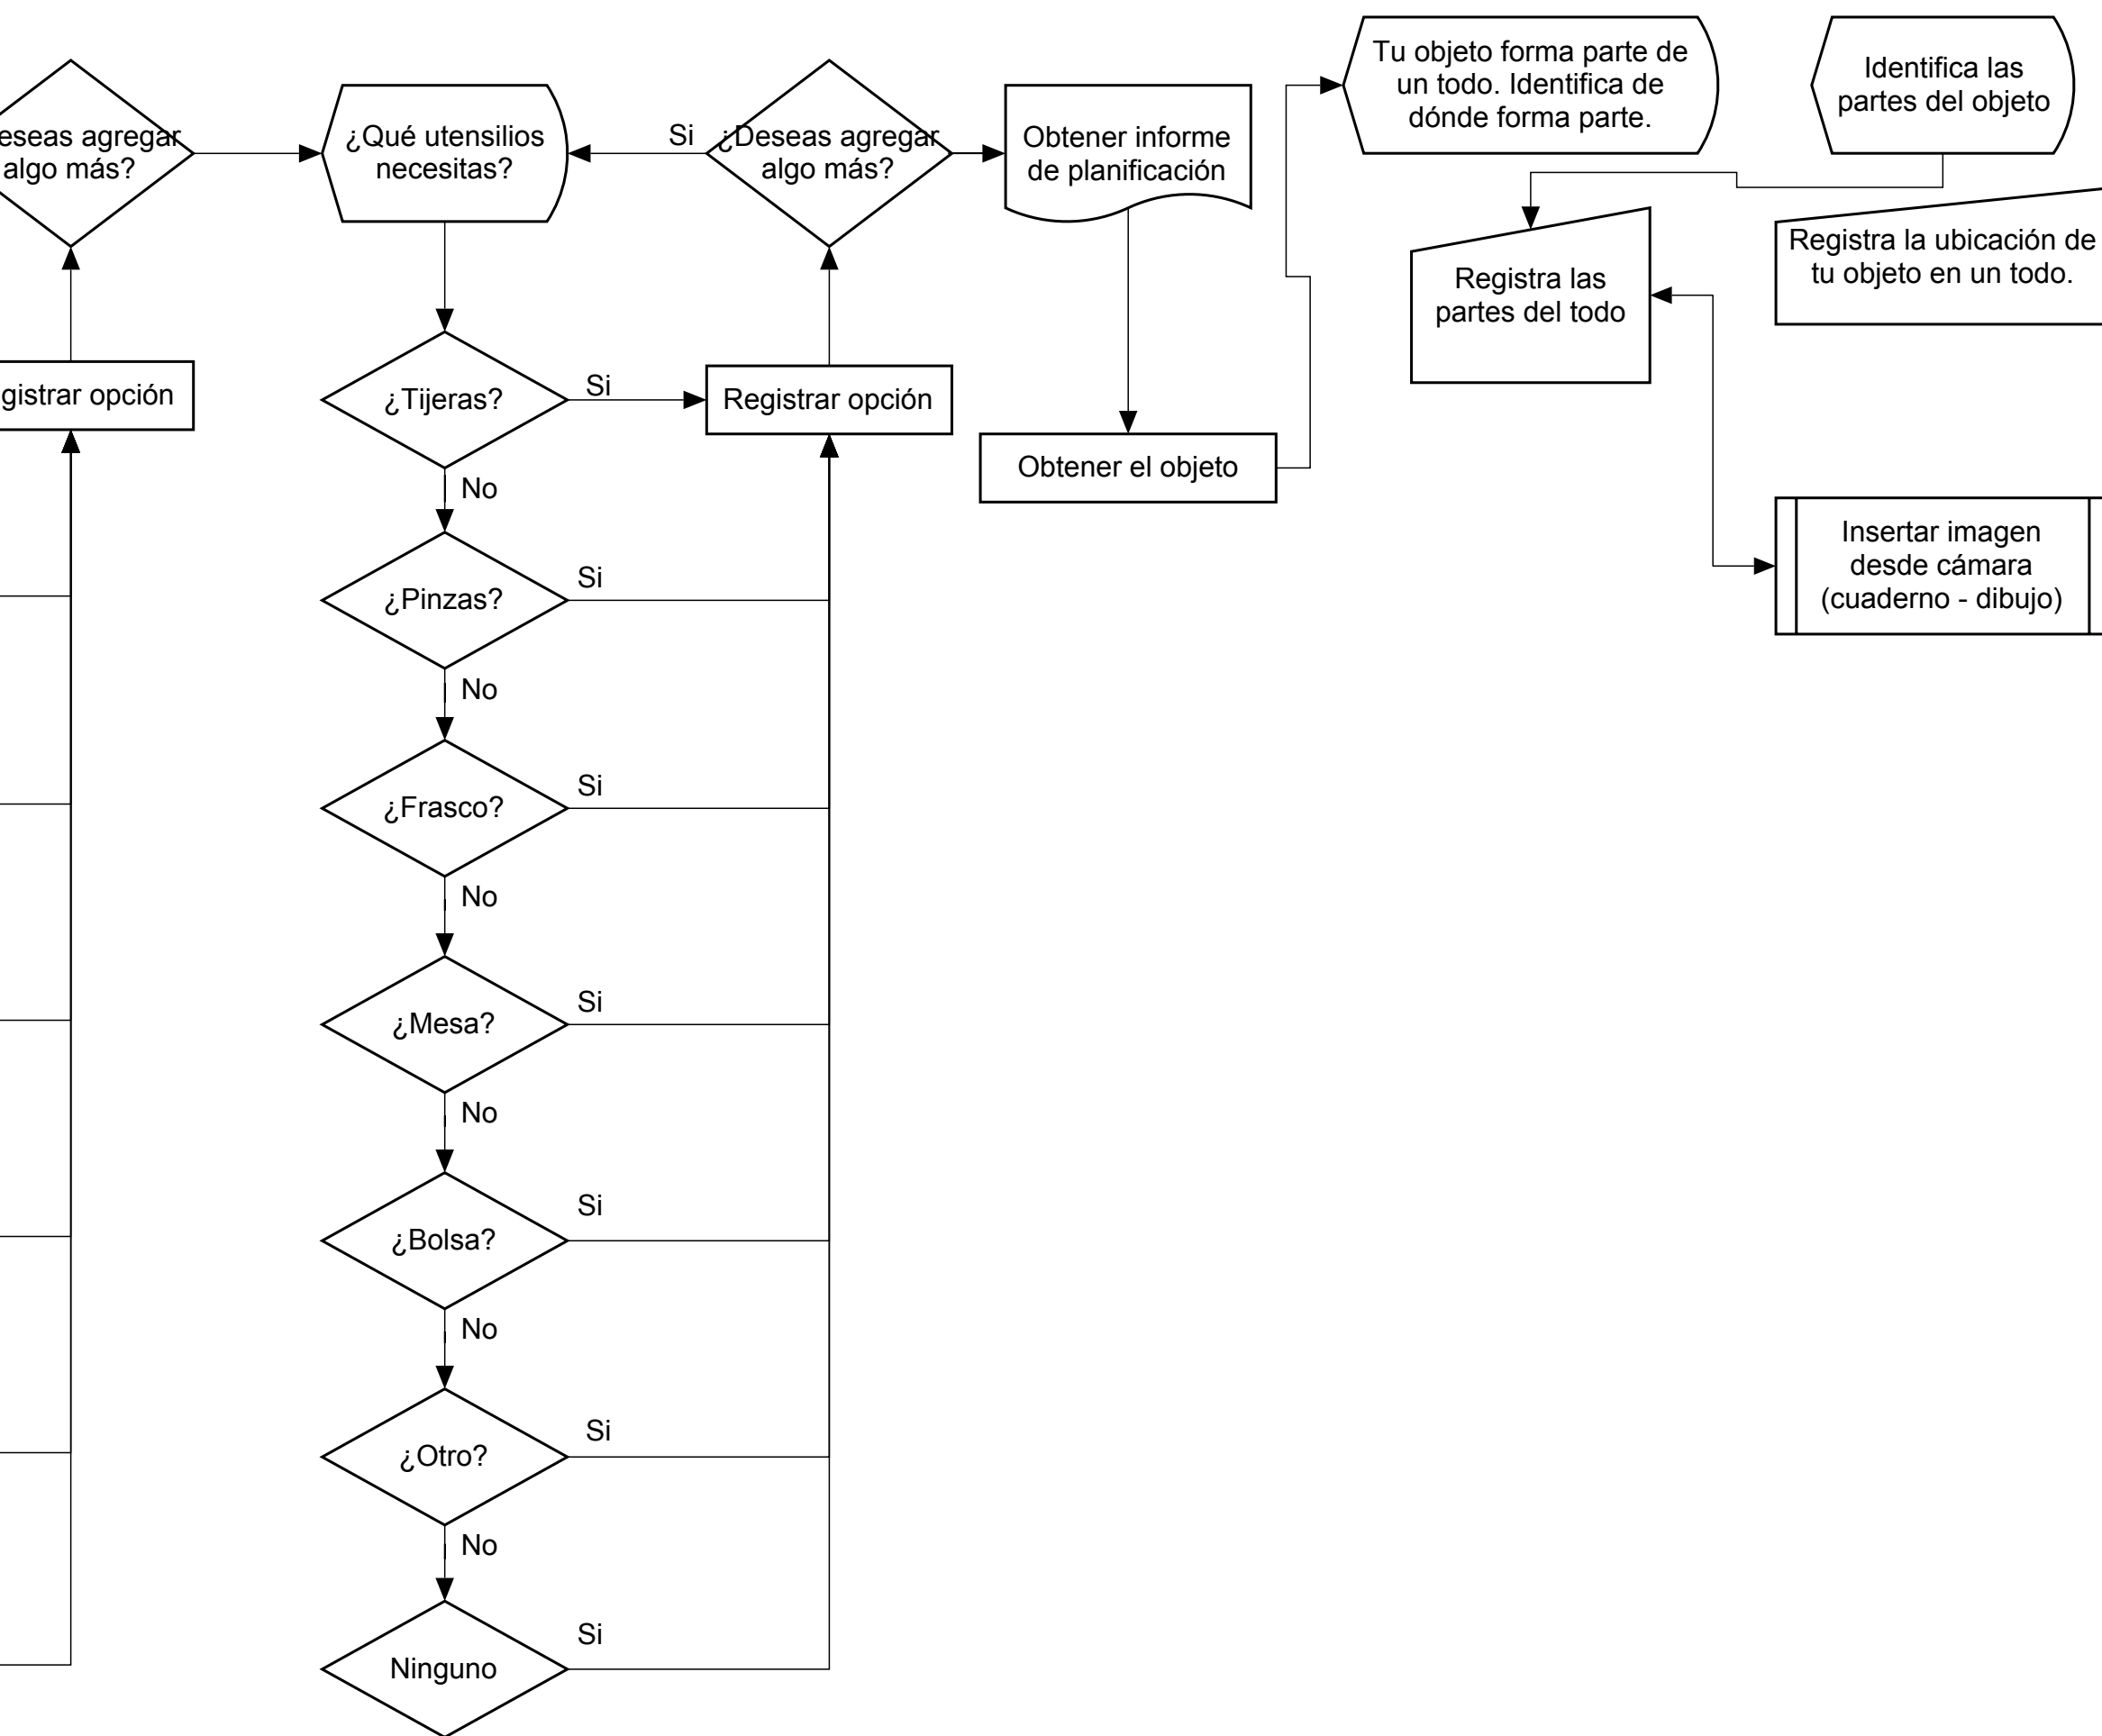 eseas agregar
algo más?
gistrar opción
¿Qué utensilios
necesitas?
¿Tijeras?
Si
No
¿Pinzas?
Si
No
¿Frasco?
Si
No
¿Mesa?
Si
No
¿Bolsa?
Si
No
¿Otro?
Si
No
Ninguno
Si
Si
¿Deseas agregar
algo más?
Registrar opción
Obtener informe
de planificación
Obtener el objeto
Tu objeto forma parte de
un todo. Identifica de
dónde forma parte.
Identifica las
partes del objeto
Registra las
partes del todo
Registra la ubicación de
tu objeto en un todo.
Insertar imagen
desde cámara
(cuaderno - dibujo)